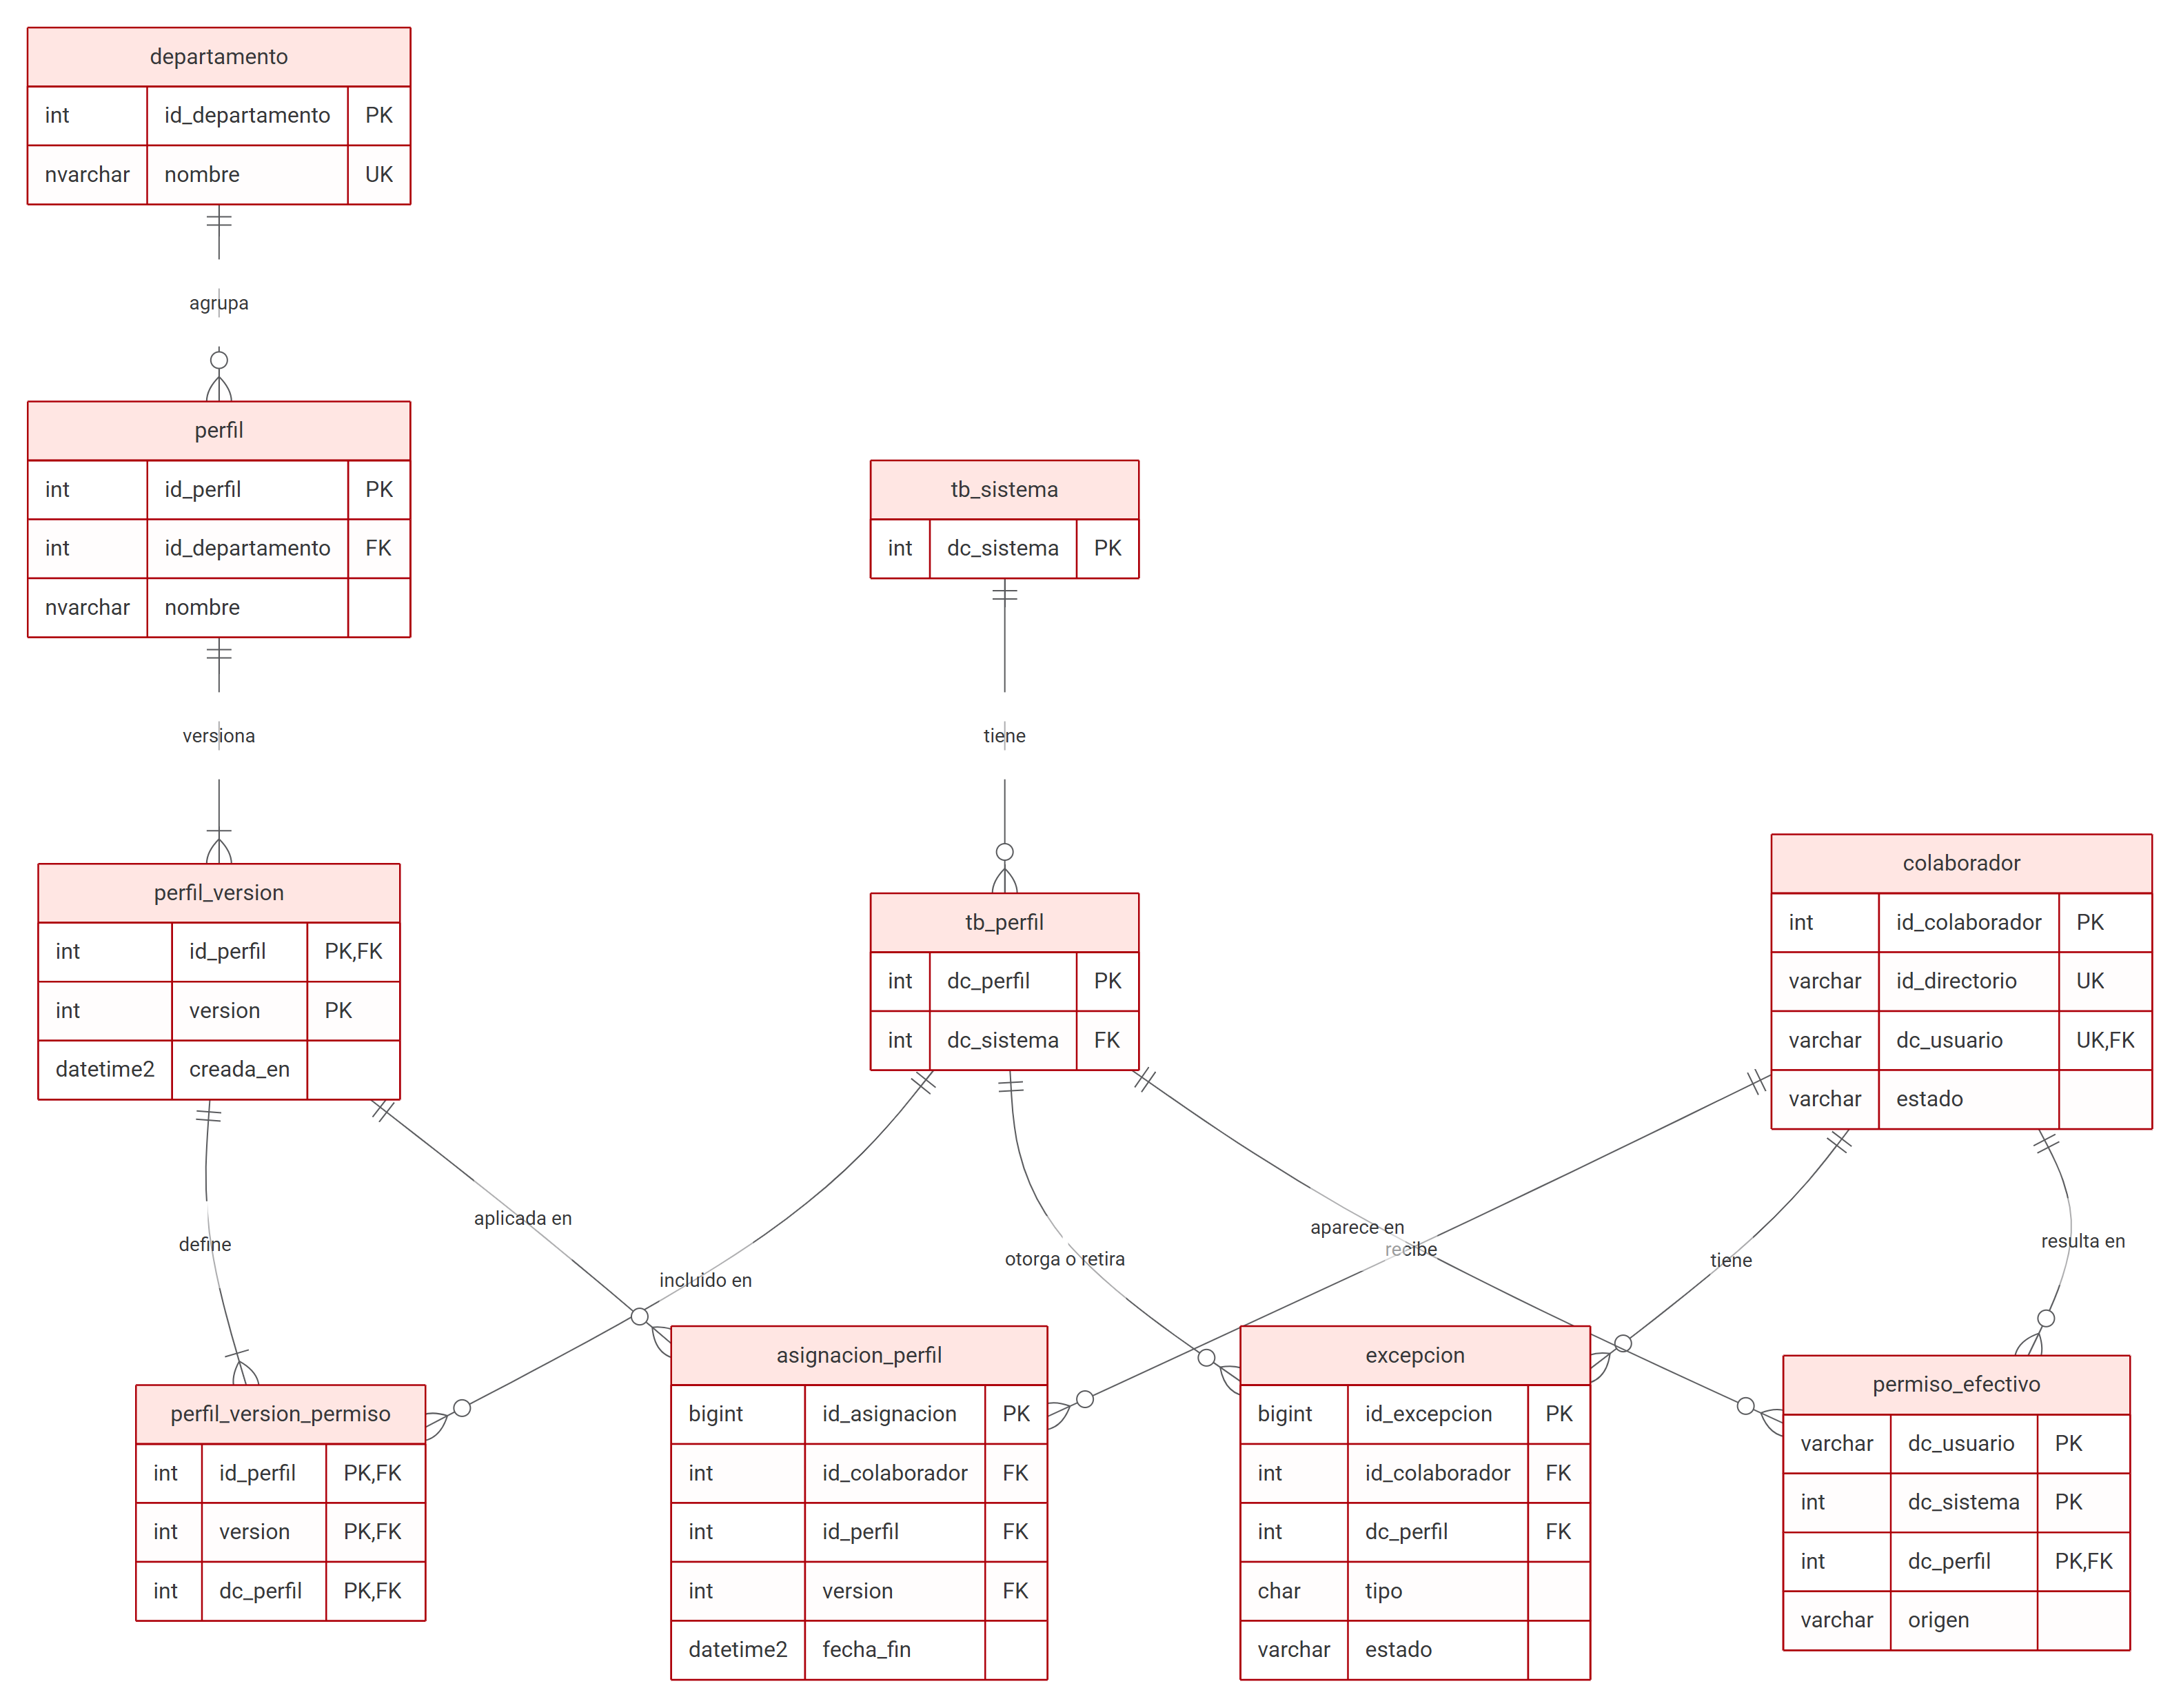 departamento
int id_departamento PK
nvarchar nombre UK
agrupa
perfil
int id_perfil PK
int id_departamento FK
nvarchar nombre
versiona
perfil_version
int id_perfil PK,FK
int version PK
datetime2 creada_en
tb_sistema
int dc_sistema PK
tiene
tb_perfil
int dc_perfil PK
int dc_sistema FK
colaborador
int id_colaborador PK
varchar id_directorio UK
varchar dc_usuario UK,FK
varchar estado
define
aplicada en
incluido en
otorga o retira
aparece en
recibe
tiene
resulta en
perfil_version_permiso
int id_perfil PK,FK
int version PK,FK
int dc_perfil PK,FK
asignacion_perfil
bigint id_asignacion PK
int id_colaborador FK
int id_perfil FK
int version FK
datetime2 fecha_fin
excepcion
bigint id_excepcion PK
int id_colaborador FK
int dc_perfil FK
char tipo
varchar estado
permiso_efectivo
varchar dc_usuario PK
int dc_sistema PK
int dc_perfil PK,FK
varchar origen